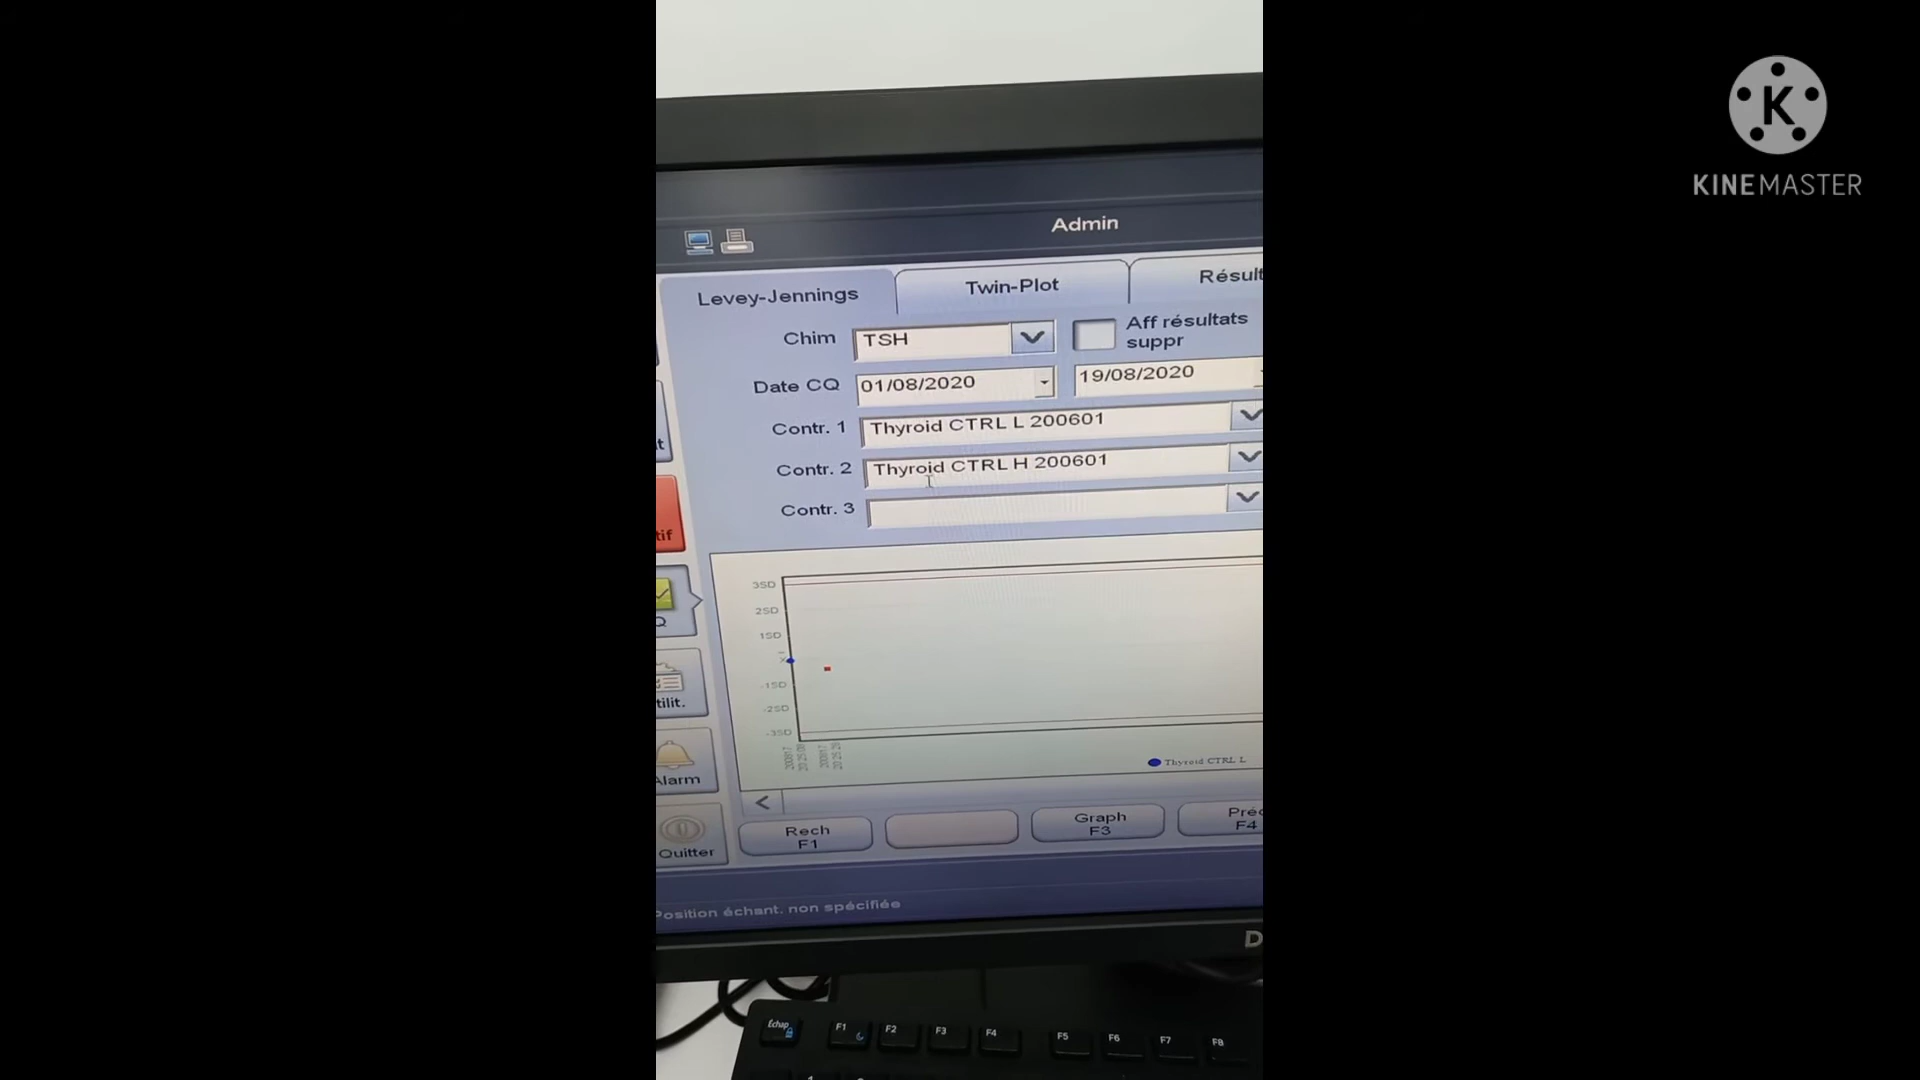 KINEMASTER
Admin
Levey-Jennings
Twin-Plot
Résult
Chim
TSH
Aff résultats
suppr
Date CQ
01/08/2020
19/08/2020
Contr. 1
Thyroid CTRL L 200601
Contr. 2
Thyroid CTRL H 200601
Contr. 3
tif
Q
tilit.
Alarm
Quitter
3SD
2SD
1SD
X
-1SD
-2SD
-3SD
Thyroid CTRL L
<
Rech
F1
Graph
F3
Préc
F4
Position échant. non spécifiée
D
Échap
F1
F2
F3
F4
F5
F6
F7
F8